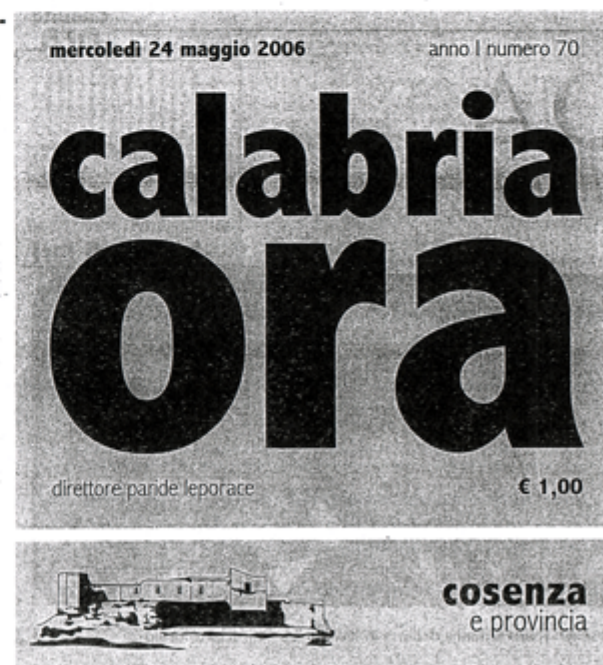 mercoledì 24 maggio 2006
anno I numero 70
calabria
ora
direttore paride leporace
€ 1,00
cosenza
e provincia